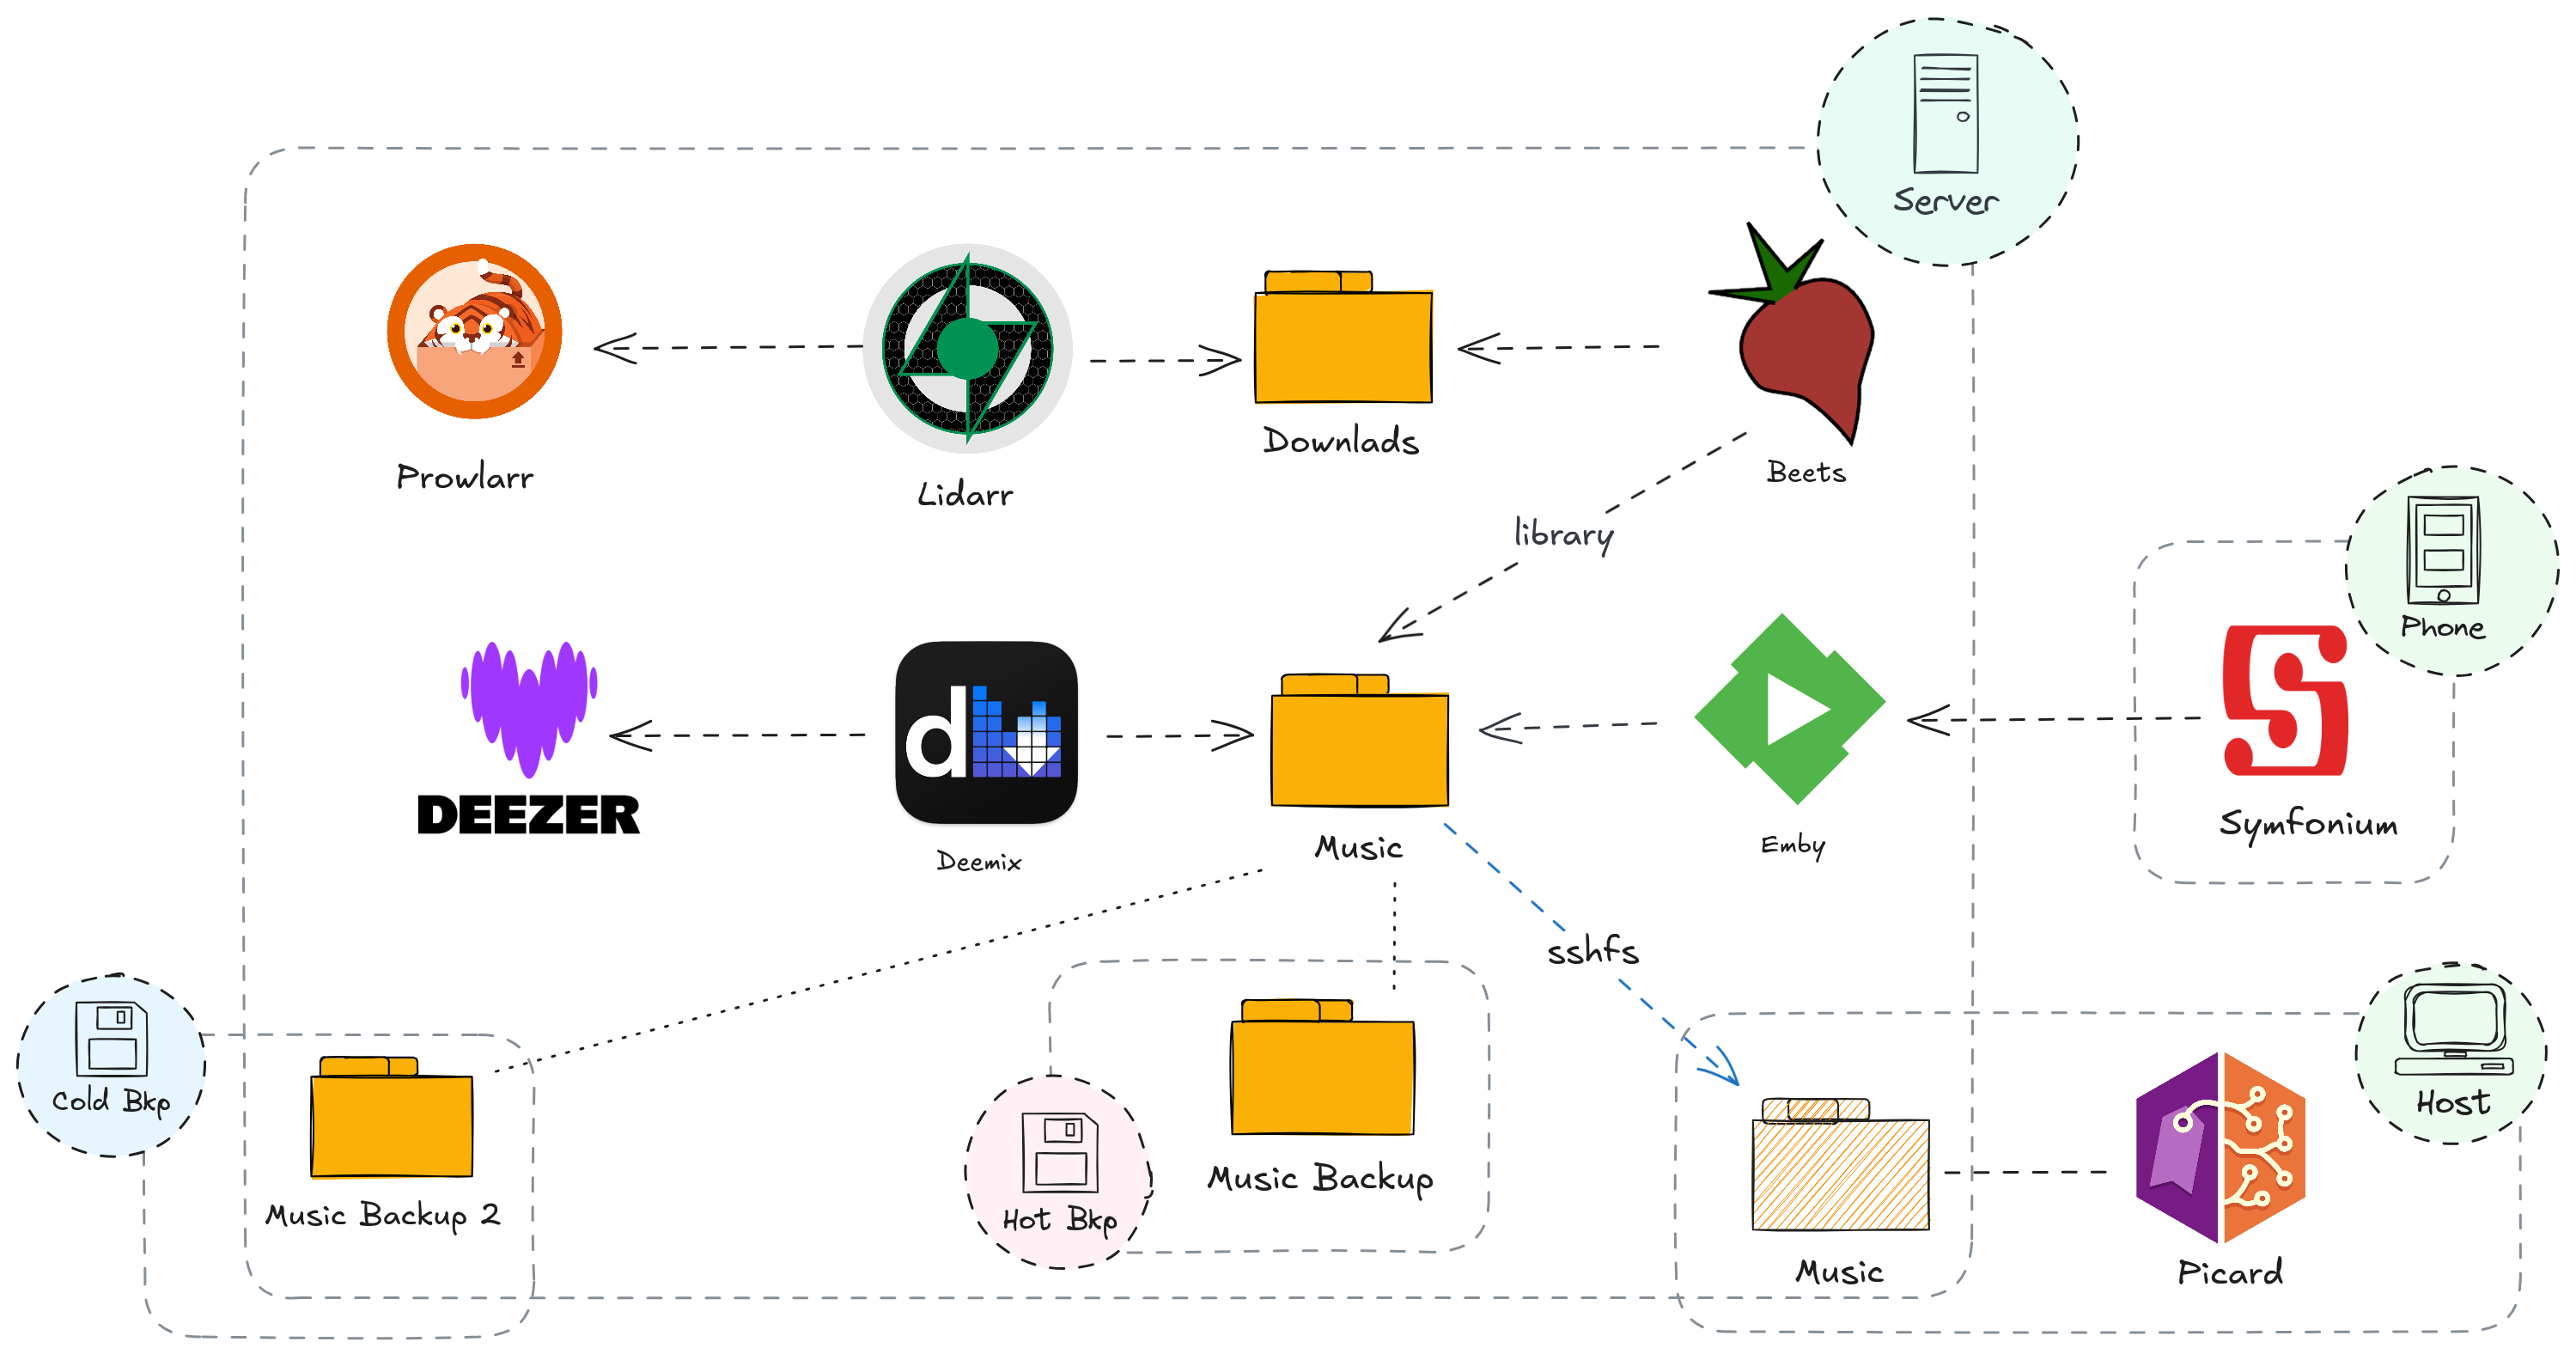 Server
Prowlarr
Lidarr
Downlads
Beets
library
Phone
DEEZER
d
Deemix
Music
Emby
Symfonium
sshfs
Cold Bkp
Music Backup 2
Hot Bkp
Music Backup
Music
Host
Picard